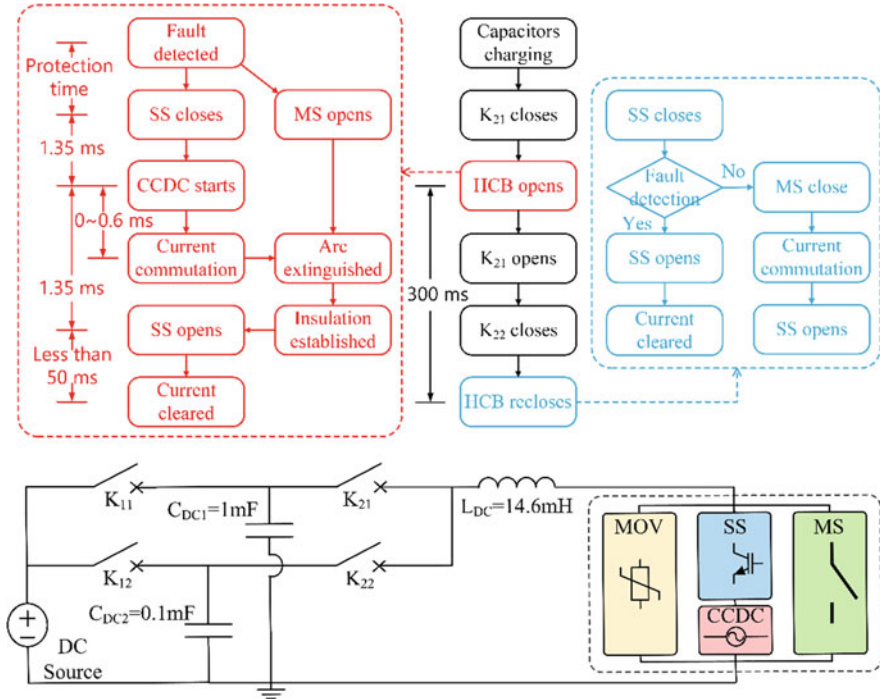 Fault
detected
Protection
time
SS closes
MS opens
1.35 ms
CCDC starts
0~0.6 ms
Current
commutation
Arc
extinguished
1.35 ms
SS opens
Insulation
established
Less than
50 ms
Current
cleared
Capacitors
charging
K21 closes
HCB opens
K21 opens
300 ms
K22 closes
HCB recloses
SS closes
Fault
detection
No
MS close
Yes
SS opens
Current
commutation
Current
cleared
SS opens
K11
K21
CDC1=1mF
LDC=14.6mH
K12
K22
CDC2=0.1mF
DC
Source
MOV
SS
MS
CCDC